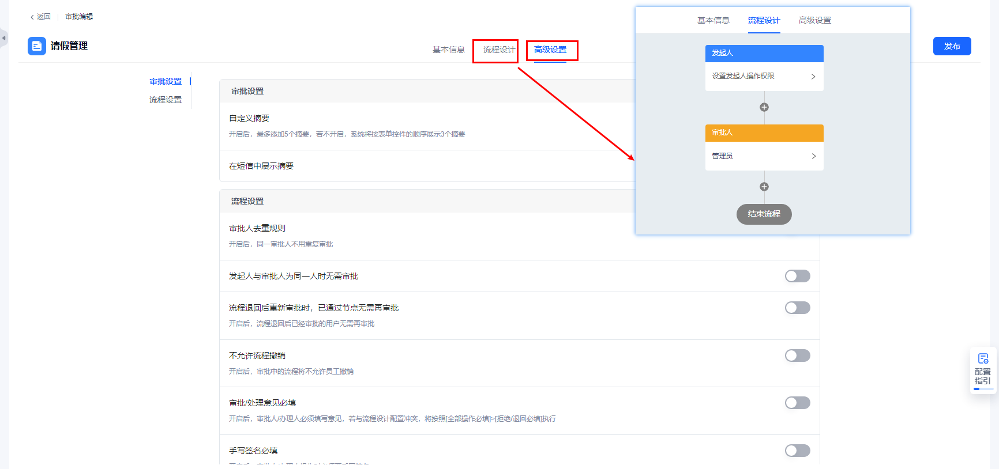 返回
审批编辑
请假管理
基本信息
流程设计
高级设置
发布
审批设置
流程设置
审批设置
自定义摘要
开启后，最多添加5个摘要，若不开启，系统将按表单控件的顺序展示3个摘要
在短信中展示摘要
流程设置
审批人去重规则
开启后，同一审批人不用重复审批
发起人与审批人为同一人时无需审批
流程退回后重新审批时，已通过节点无需再审批
开启后，流程退回后已经审批的用户无需再审批
不允许流程撤销
开启后，审批中的流程将不允许员工撤销
审批/处理意见必填
开启后，审批人/办理人必须填写意见，若与流程设计配置冲突，将按照[全部操作必填]>[拒绝/退回必填]执行
手写签名必填
基本信息
流程设计
高级设置
发起人
设置发起人操作权限
审批人
管理员
结束流程
配置
指引